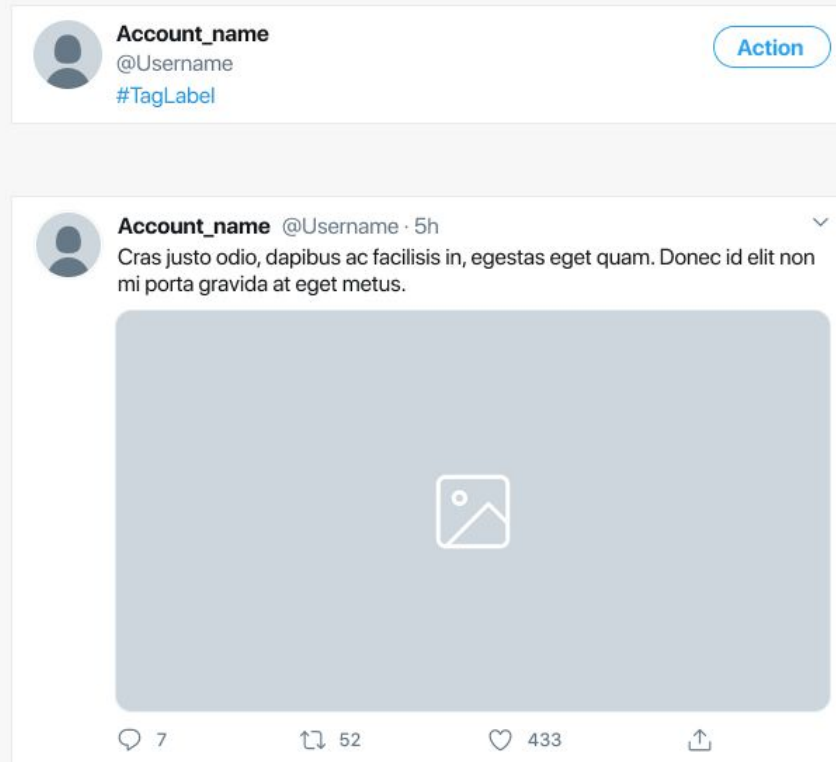 Account_name
@Username
#TagLabel
Action
Account_name @Username · 5h
Cras justo odio, dapibus ac facilisis in, egestas eget quam. Donec id elit non
mi porta gravida at eget metus.
7 52 433